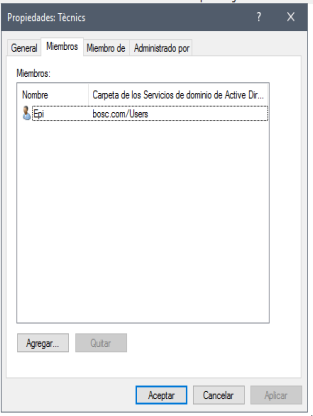 Propiedades: Tècnics ? X
General Miembros Miembro de Administrado por
Miembros:
Nombre Carpeta de los Servicios de dominio de Active Dir...
Epi bosc.com/Users
Agregar... Quitar
Aceptar Cancelar Aplicar